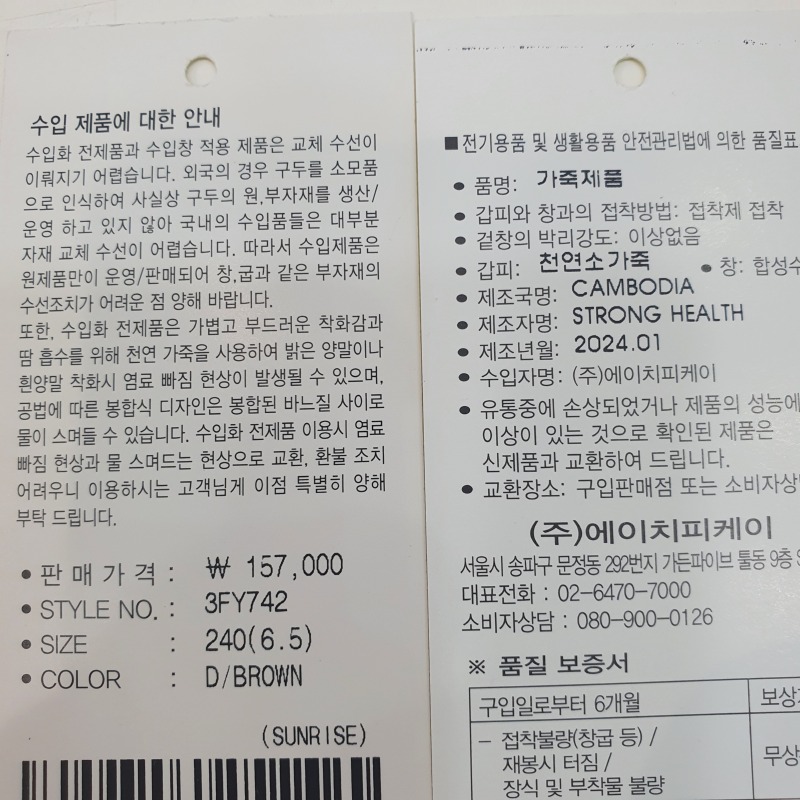 수입 제품에 대한 안내
수입화 전제품과 수입창 적용 제품은 교체 수선이
이뤄지기 어렵습니다. 외국의 경우 구두를 소모품
으로 인식하여 사실상 구두의 원,부자재를 생산/
운영 하고 있지 않아 국내의 수입품들은 대부분
자재 교체 수선이 어렵습니다. 따라서 수입제품은
원제품만이 운영/판매되어 창,굽과 같은 부자재의
수선조치가 어려운 점 양해 바랍니다.
또한, 수입화 전제품은 가볍고 부드러운 착화감과
땀 흡수를 위해 천연 가죽을 사용하여 밝은 양말이나
흰양말 착화시 염료 빠짐 현상이 발생될 수 있으며,
공법에 따른 봉합식 디자인은 봉합된 바느질 사이로
물이 스며들 수 있습니다. 수입화 전제품 이용시 염료
빠짐 현상과 물 스며드는 현상으로 교환, 환불 조치
어려우니 이용하시는 고객님게 이점 특별히 양해
부탁 드립니다.
• 판 매 가 격 : ₩ 157,000
• STYLE NO. : 3FY742
• SIZE : 240(6.5)
• COLOR : D/BROWN
(SUNRISE)
■ 전기용품 및 생활용품 안전관리법에 의한 품질표
• 품명: 가죽제품
• 갑피와 창과의 접착방법: 접착제 접착
• 겉창의 박리강도: 이상없음
• 갑피: 천연소가죽 • 창: 합성수
• 제조국명: CAMBODIA
• 제조자명: STRONG HEALTH
• 제조년월: 2024.01
• 수입자명: (주)에이치피케이
• 유통중에 손상되었거나 제품의 성능에
이상이 있는 것으로 확인된 제품은
신제품과 교환하여 드립니다.
• 교환장소: 구입판매점 또는 소비자상
(주)에이치피케이
서울시 송파구 문정동 292번지 가든파이브 툴동 9층
대표전화 : 02-6470-7000
소비자상담 : 080-900-0126
※ 품질 보증서
구입일로부터 6개월 보상
– 접착불량(창굽 등) /
재봉시 터짐 / 무상
장식 및 부착물 불량